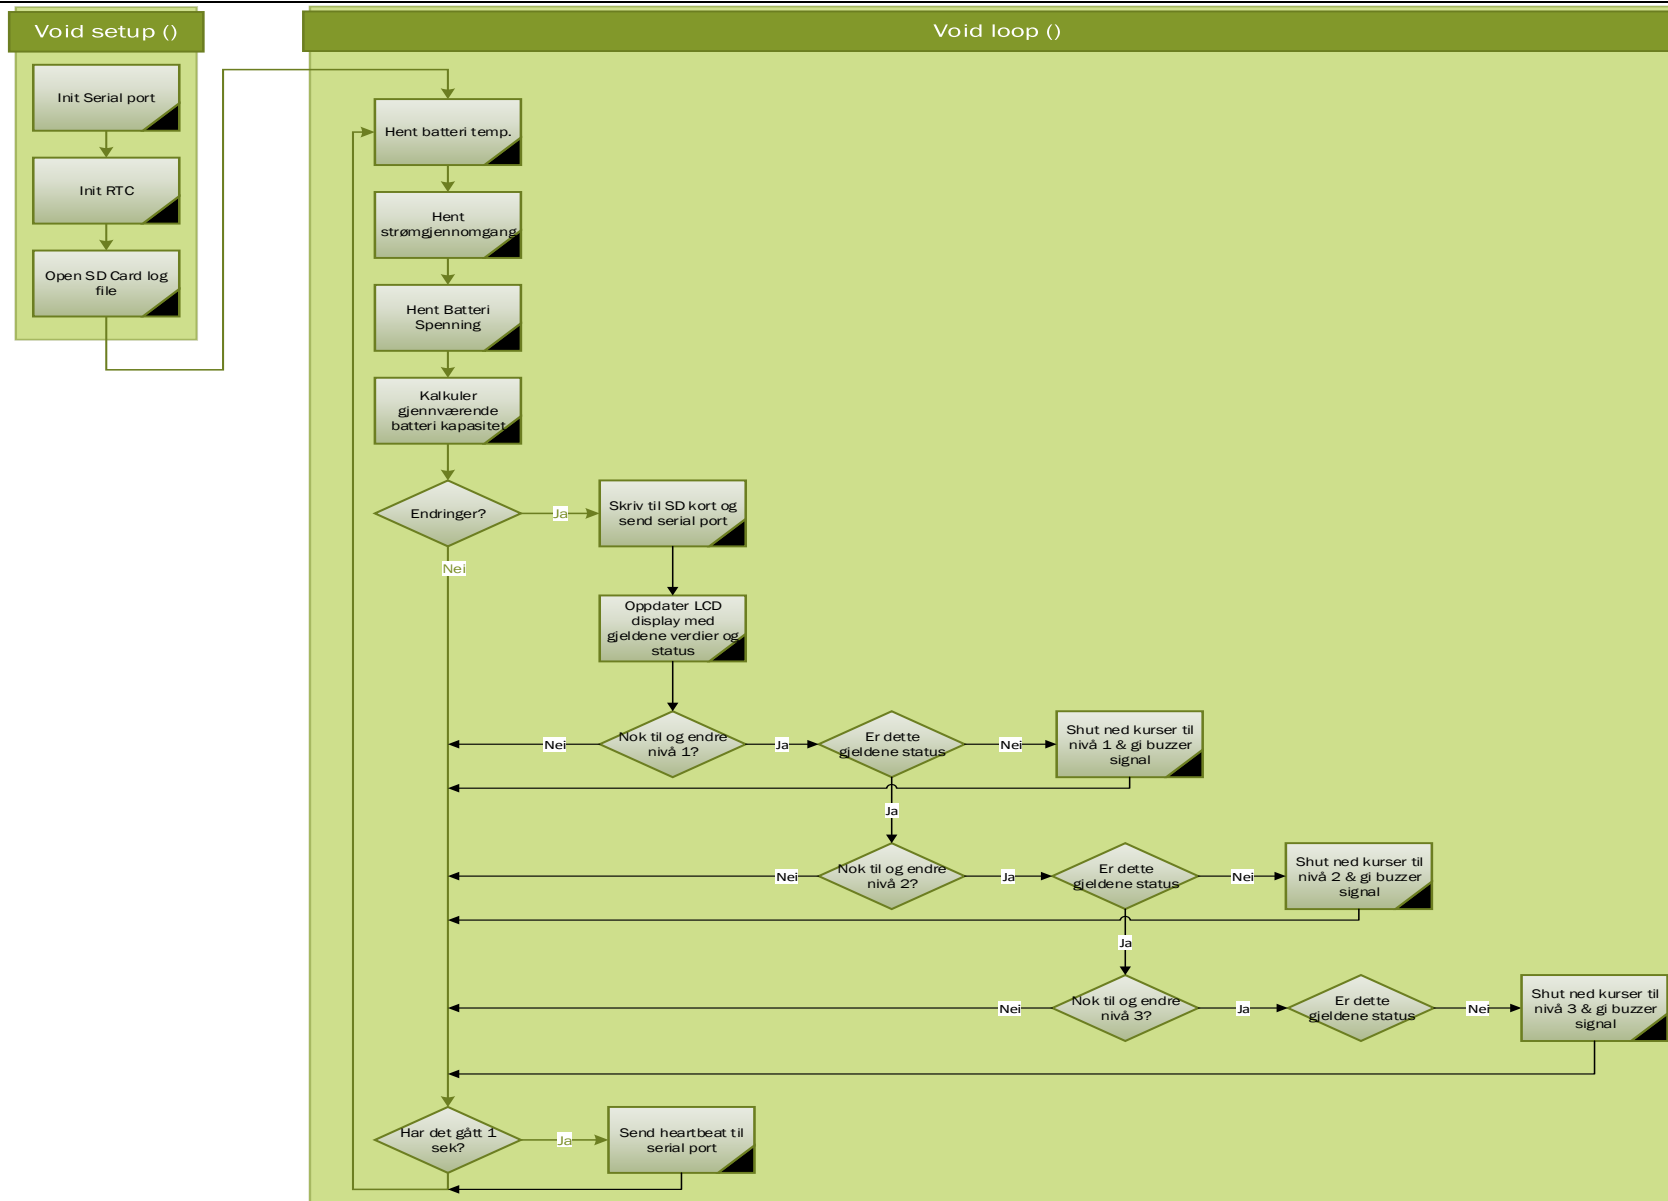 Void setup ()
Init Serial port
Init RTC
Open SD Card log
file
Void loop ()
Hent batteri temp.
Hent
strømgjennomgang
Hent Batteri
Spenning
Kalkuler
gjennværende
batteri kapasitet
Endringer?
Ja
Skriv til SD kort og
send serial port
Nei
Oppdater LCD
display med
gjeldene verdier og
status
Nei
Nok til og endre
nivå 1?
Ja
Er dette
gjeldene status
Nei
Shut ned kurser til
nivå 1 & gi buzzer
signal
Ja
Nei
Nok til og endre
nivå 2?
Ja
Er dette
gjeldene status
Nei
Shut ned kurser til
nivå 2 & gi buzzer
signal
Ja
Nei
Nok til og endre
nivå 3?
Ja
Er dette
gjeldene status
Nei
Shut ned kurser til
nivå 3 & gi buzzer
signal
Har det gått 1
sek?
Ja
Send heartbeat til
serial port